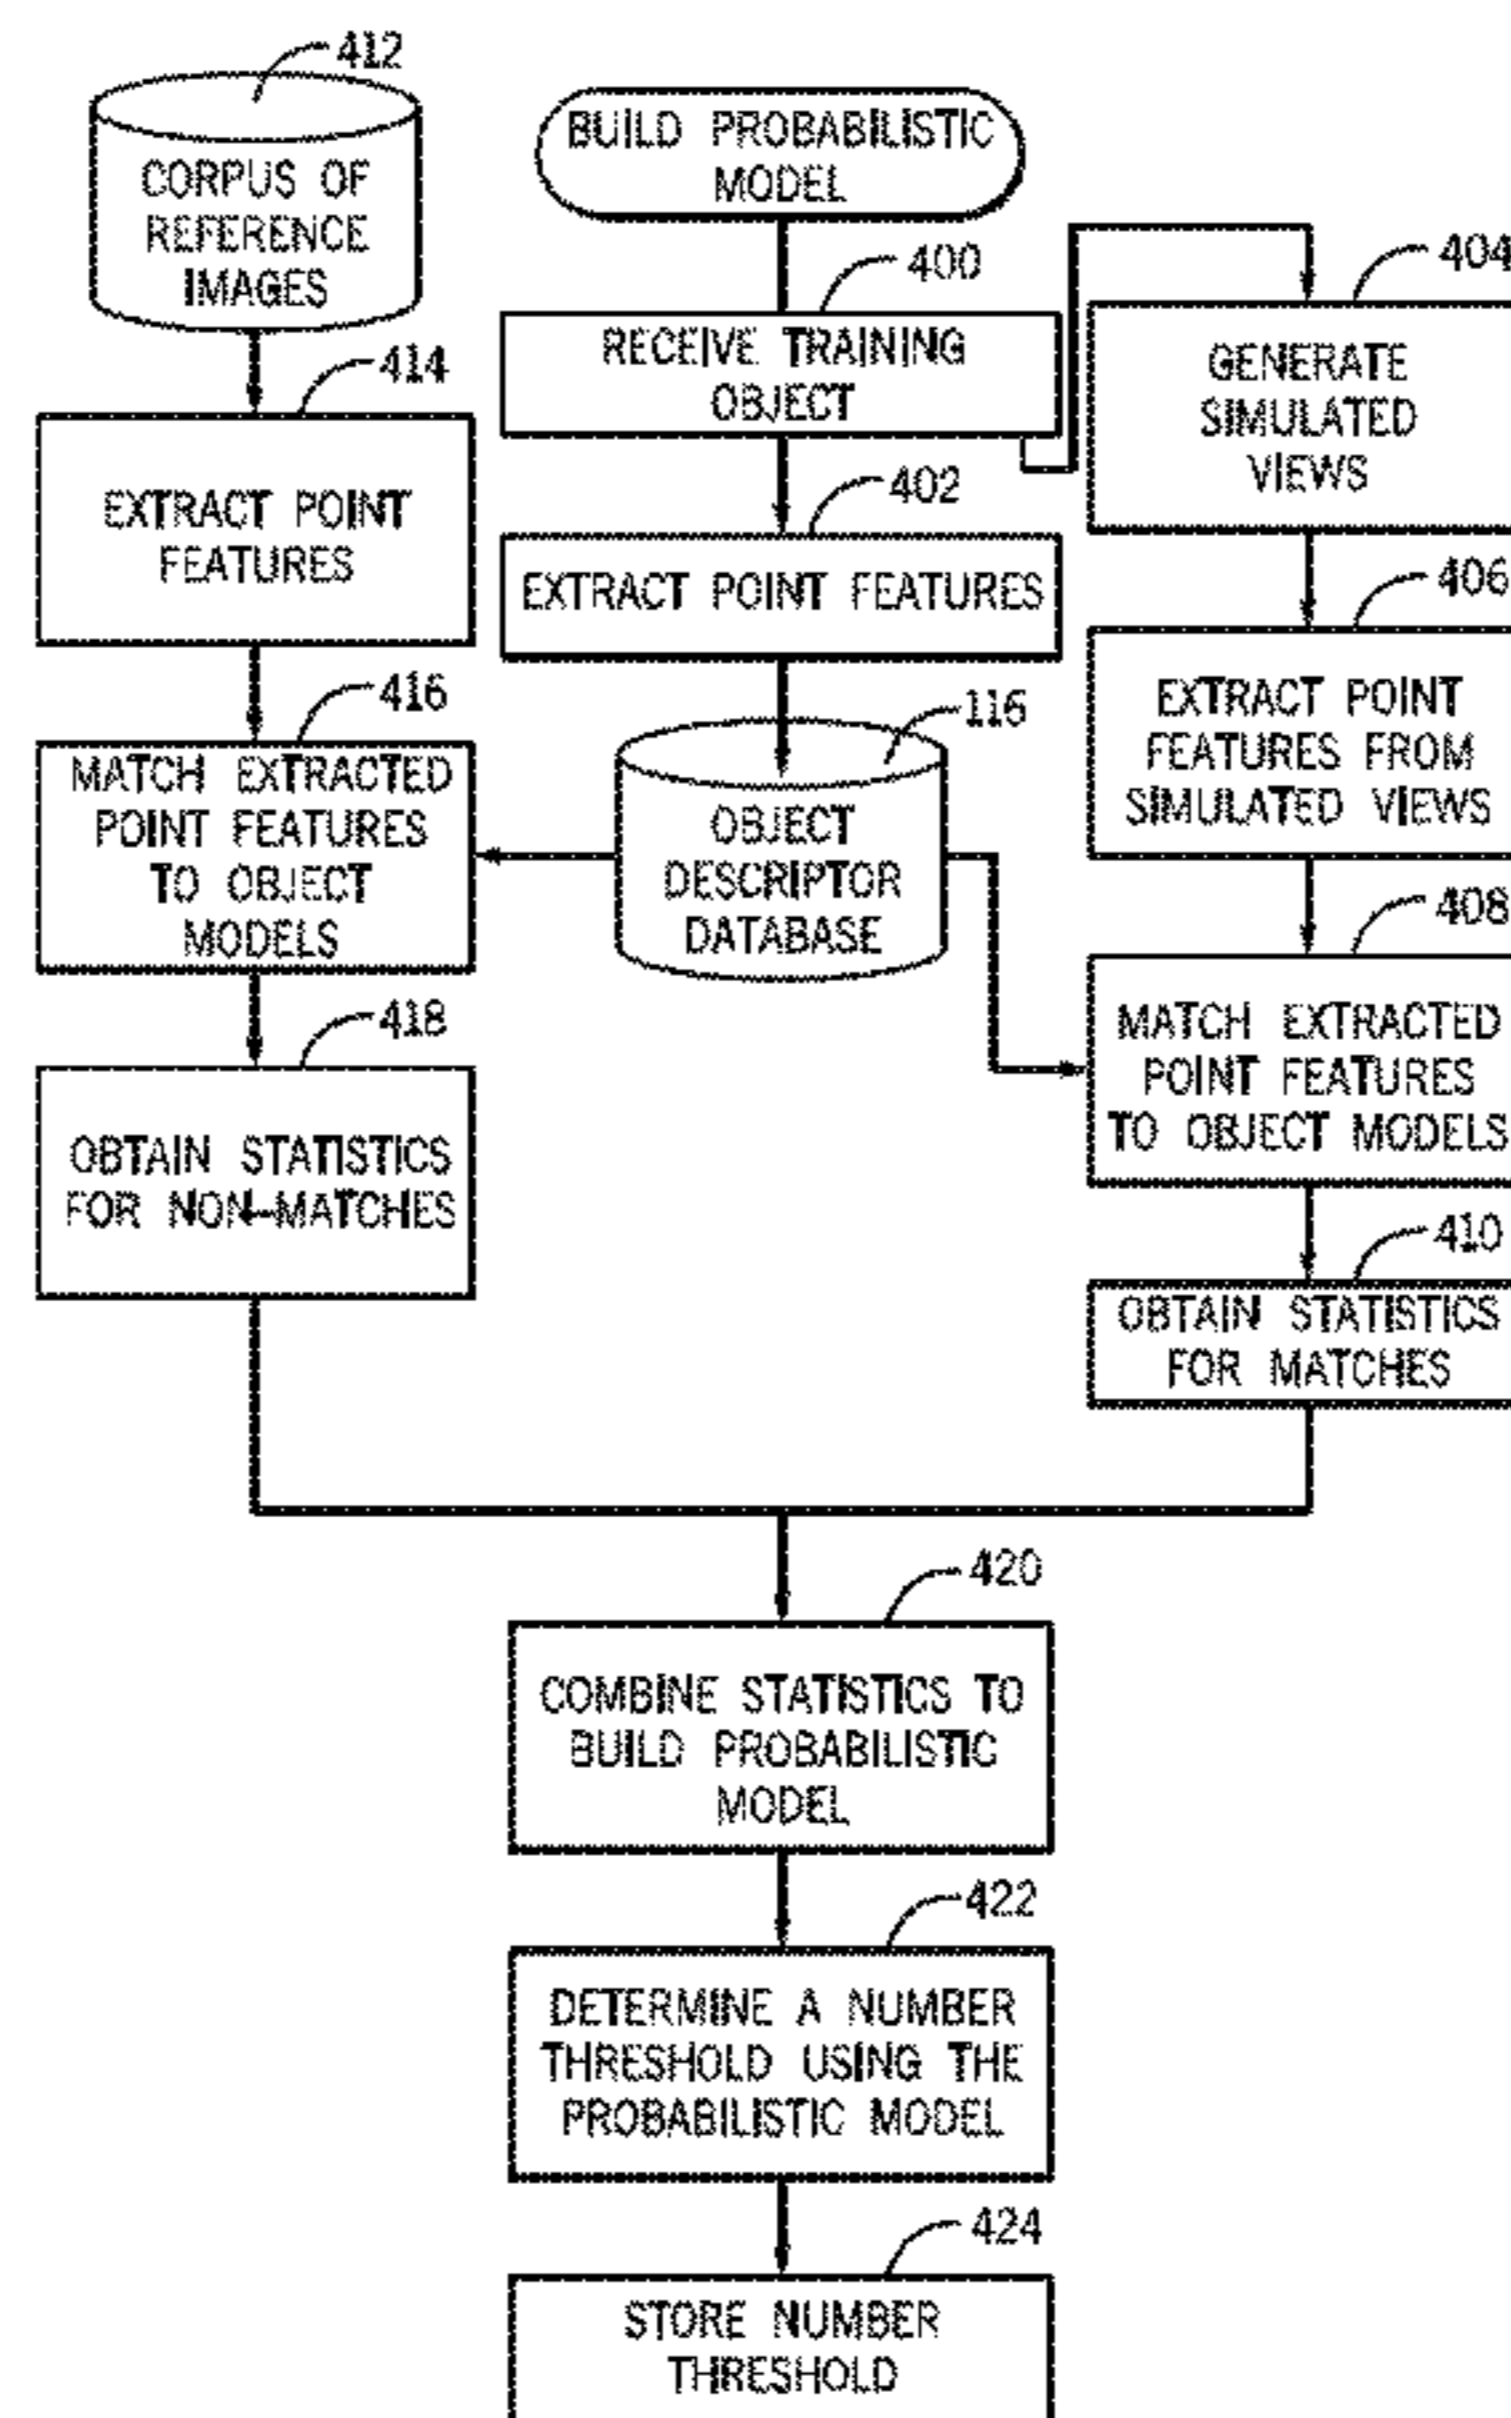 412
CORPUS OF
REFERENCE
IMAGES
414
EXTRACT POINT
FEATURES
416
MATCH EXTRACTED
POINT FEATURES
TO OBJECT
MODELS
418
OBTAIN STATISTICS
FOR NON-MATCHES
BUILD PROBABILISTIC
MODEL
400
RECEIVE TRAINING
OBJECT
402
EXTRACT POINT FEATURES
116
OBJECT
DESCRIPTOR
DATABASE
404
GENERATE
SIMULATED
VIEWS
406
EXTRACT POINT
FEATURES FROM
SIMULATED VIEWS
408
MATCH EXTRACTED
POINT FEATURES
TO OBJECT MODELS
410
OBTAIN STATISTICS
FOR MATCHES
420
COMBINE STATISTICS TO
BUILD PROBABILISTIC
MODEL
422
DETERMINE A NUMBER
THRESHOLD USING THE
PROBABILISTIC MODEL
424
STORE NUMBER
THRESHOLD